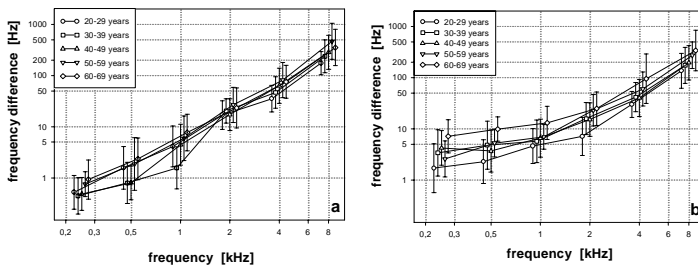 1000
500
200
100
50
10
5
1
frequency difference [Hz]
20-29 years
30-39 years
40-49 years
50-59 years
60-69 years
a
0,2 0,3 0,5 1 2 4 6 8
frequency [kHz]
1000
500
200
100
50
10
5
1
frequency difference [Hz]
20-29 years
30-39 years
40-49 years
50-59 years
60-69 years
b
0,2 0,3 0,5 1 2 4 6 8
frequency [kHz]